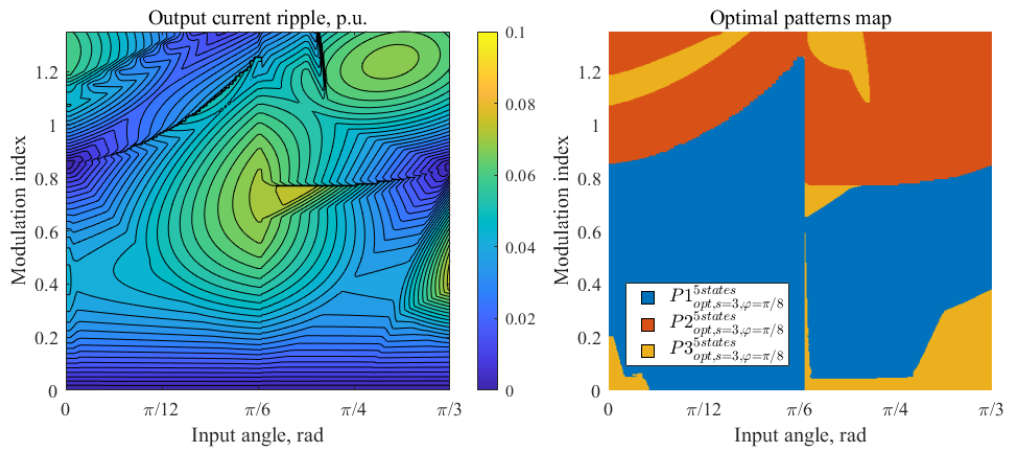 Output current ripple, p.u.
Modulation index
1.2
1
0.8
0.6
0.4
0.2
0
0
π/12
π/6
π/4
π/3
Input angle, rad
0.1
0.08
0.06
0.04
0.02
0
Optimal patterns map
Modulation index
1.2
1
0.8
0.6
0.4
0.2
0
P1^{5states}_{opt,s=3,φ=π/8}
P2^{5states}_{opt,s=3,φ=π/8}
P3^{5states}_{opt,s=3,φ=π/8}
0
π/12
π/6
π/4
π/3
Input angle, rad